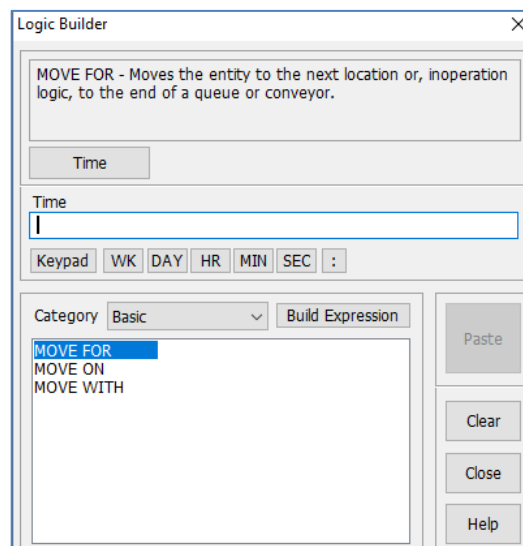 Logic Builder
MOVE FOR - Moves the entity to the next location or, inoperation
logic, to the end of a queue or conveyor.
Time
Time
Keypad WK DAY HR MIN SEC :
Category Basic Build Expression
MOVE FOR
MOVE ON
MOVE WITH
Paste
Clear
Close
Help